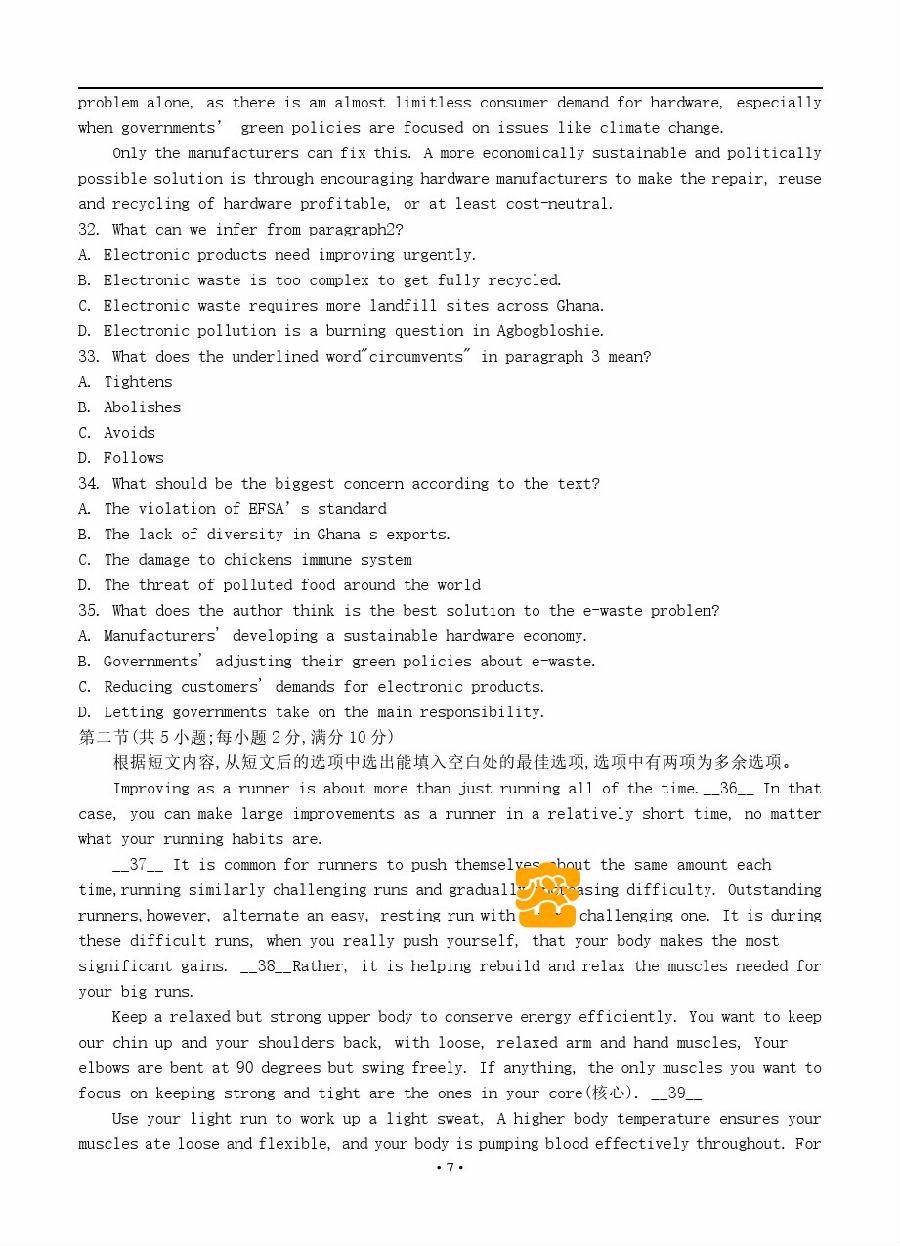 problem alone, as there is am almost limitless consumer demand for hardware, especially
when governments’ green policies are focused on issues like climate change.
Only the manufacturers can fix this. A more economically sustainable and politically
possible solution is through encouraging hardware manufacturers to make the repair, reuse
and recycling of hardware profitable, or at least cost-neutral.
32. What can we infer from paragraph2?
A. Electronic products need improving urgently.
B. Electronic waste is too complex to get fully recycled.
C. Electronic waste requires more landfill sites across Ghana.
D. Electronic pollution is a burning question in Agbogbloshie.
33. What does the underlined word"circumvents" in paragraph 3 mean?
A. Tightens
B. Abolishes
C. Avoids
D. Follows
34. What should be the biggest concern according to the text?
A. The violation of EFSA’s standard
B. The lack of diversity in Ghana s exports.
C. The damage to chickens immune system
D. The threat of polluted food around the world
35. What does the author think is the best solution to the e-waste problen?
A. Manufacturers’ developing a sustainable hardware economy.
B. Governments’ adjusting their green policies about e-waste.
C. Reducing customers’ demands for electronic products.
D. Letting governments take on the main responsibility.
第二节(共5小题;每小题2分,满分10分)
根据短文内容,从短文后的选项中选出能填入空白处的最佳选项,选项中有两项为多余选项。
Improving as a runner is about more than just running all of the time.__36__ In that
case, you can make large improvements as a runner in a relatively short time, no matter
what your running habits are.
__37__ It is common for runners to push themselves about the same amount each
time,running similarly challenging runs and gradually difficulty. Outstanding
runners,however, alternate an easy, resting run with challenging one. It is during
these difficult runs, when you really push yourself, that your body makes the most
significant gains. __38__Rather, it is helping rebuild and relax the muscles needed for
your big runs.
Keep a relaxed but strong upper body to conserve energy efficiently. You want to keep
our chin up and your shoulders back, with loose, relaxed arm and hand muscles, Your
elbows are bent at 90 degrees but swing freely. If anything, the only muscles you want to
focus on keeping strong and tight are the ones in your core(核心). __39__
Use your light run to work up a light sweat, A higher body temperature ensures your
muscles ate loose and flexible, and your body is pumping blood effectively throughout. For
·7·